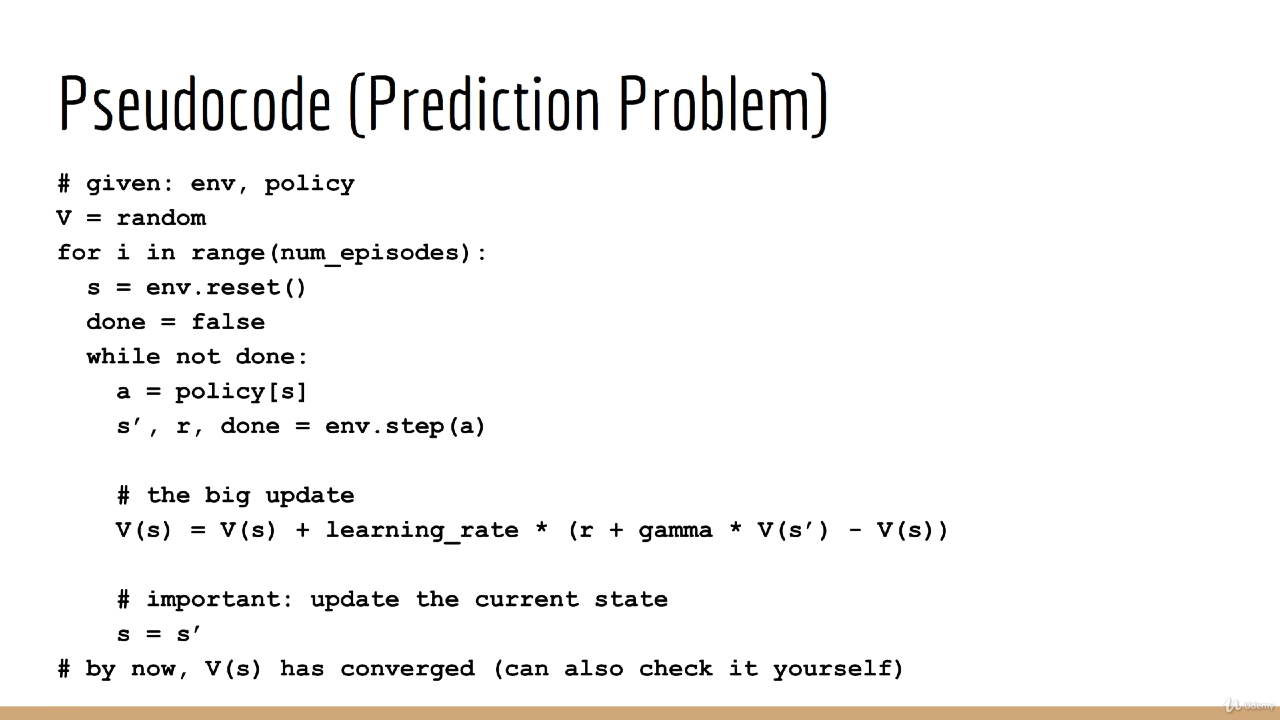 Pseudocode (Prediction Problem)
# given: env, policy
V = random
for i in range(num_episodes):
  s = env.reset()
  done = false
  while not done:
    a = policy[s]
    s’, r, done = env.step(a)
    # the big update
    V(s) = V(s) + learning_rate * (r + gamma * V(s’) - V(s))
    # important: update the current state
    s = s’
# by now, V(s) has converged (can also check it yourself)
Udemy